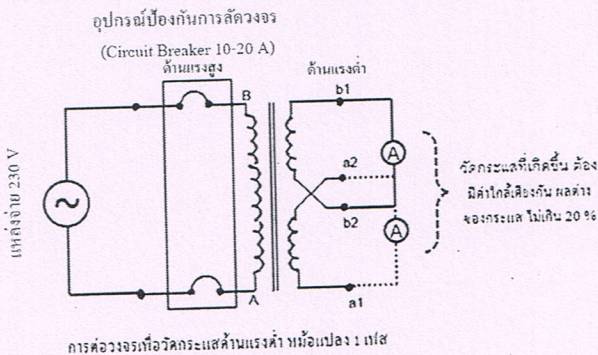 อุปกรณ์ป้องกันการลัดวงจร
(Circuit Breaker 10-20 A)
ด้านแรงสูง
ด้านแรงต่ำ
B
b1
แหล่งจ่าย 230 V
A
a2
b2
A
A
a1
วัดกระแสที่เกิดขึ้น ต้อง
มีค่าใกล้เคียงกัน ผลต่าง
ของกระแส ไม่เกิน 20 %
การต่อวงจรเพื่อวัดกระแสด้านแรงต่ำ หม้อแปลง 1 เฟส